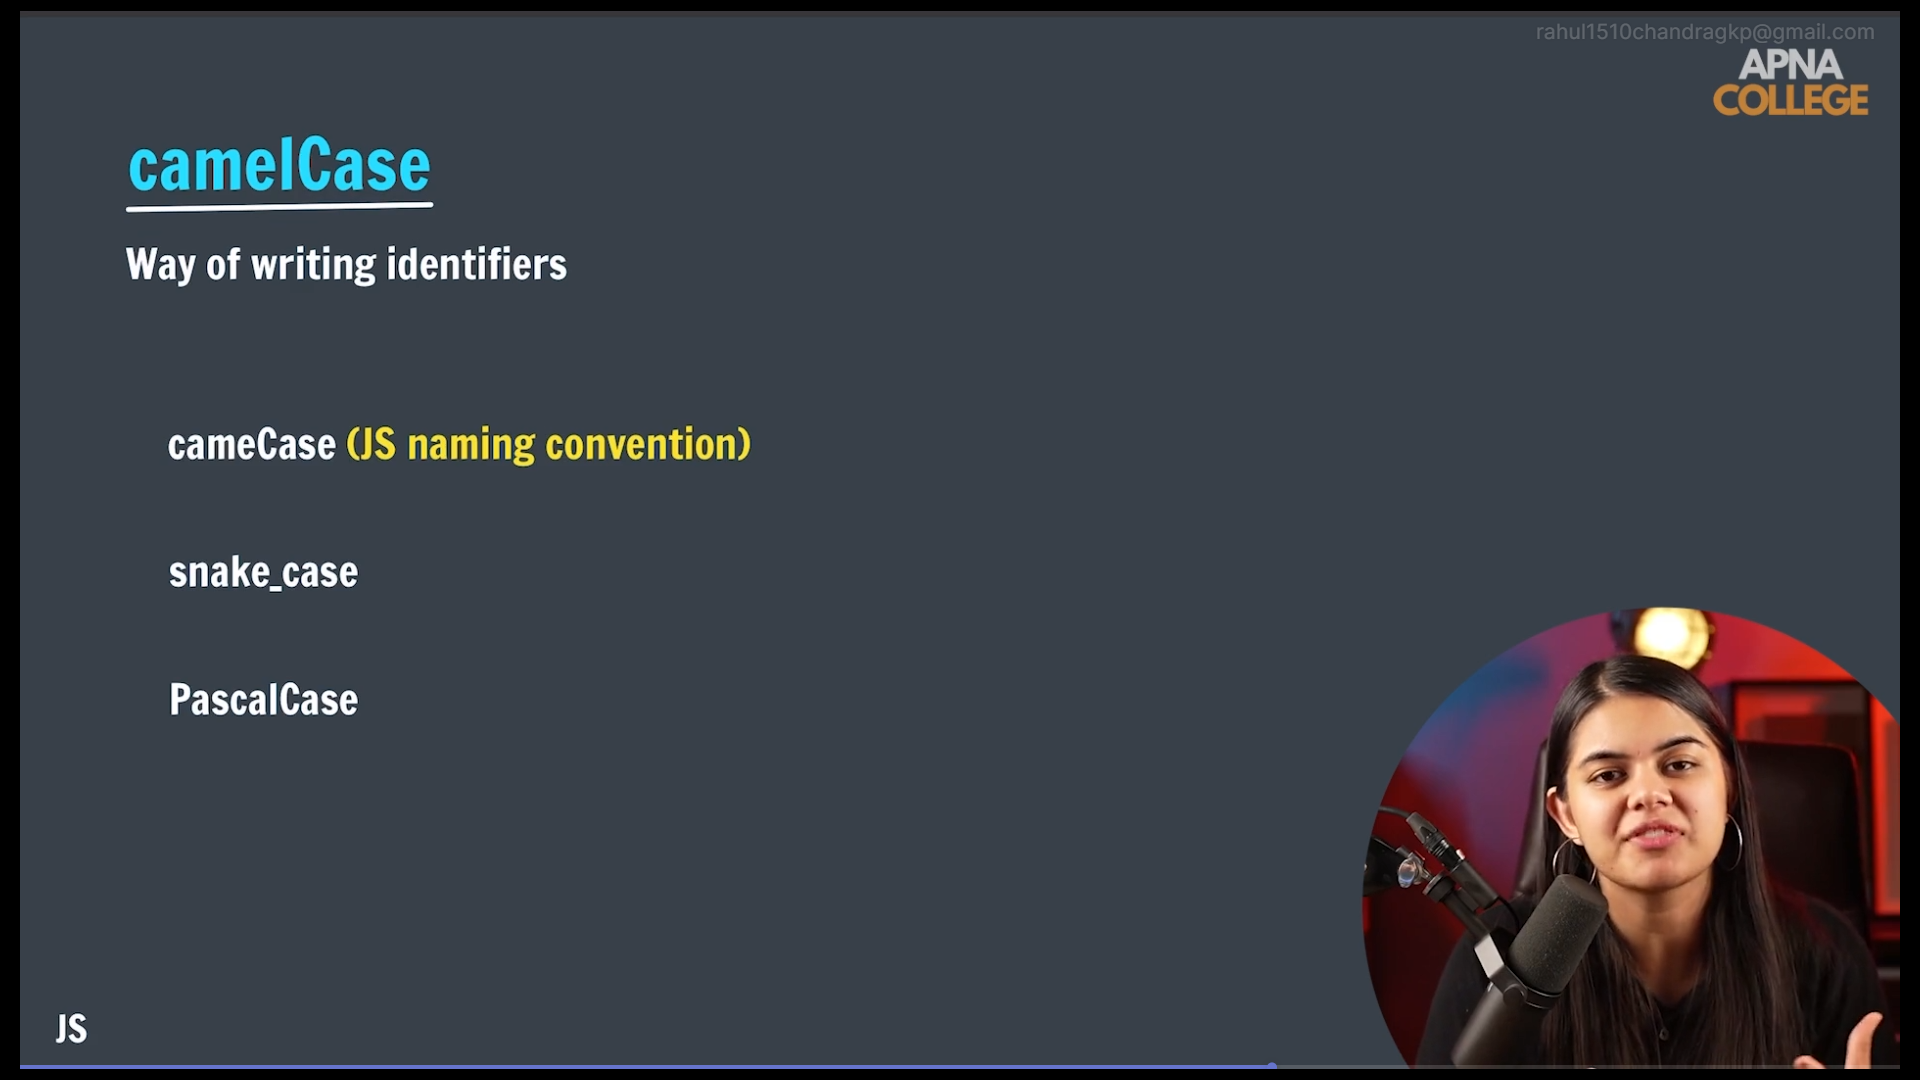 rahul1510chandragkp@gmail.com
APNA
COLLEGE
camelCase
Way of writing identifiers
cameCase (JS naming convention)
snake_case
PascalCase
JS